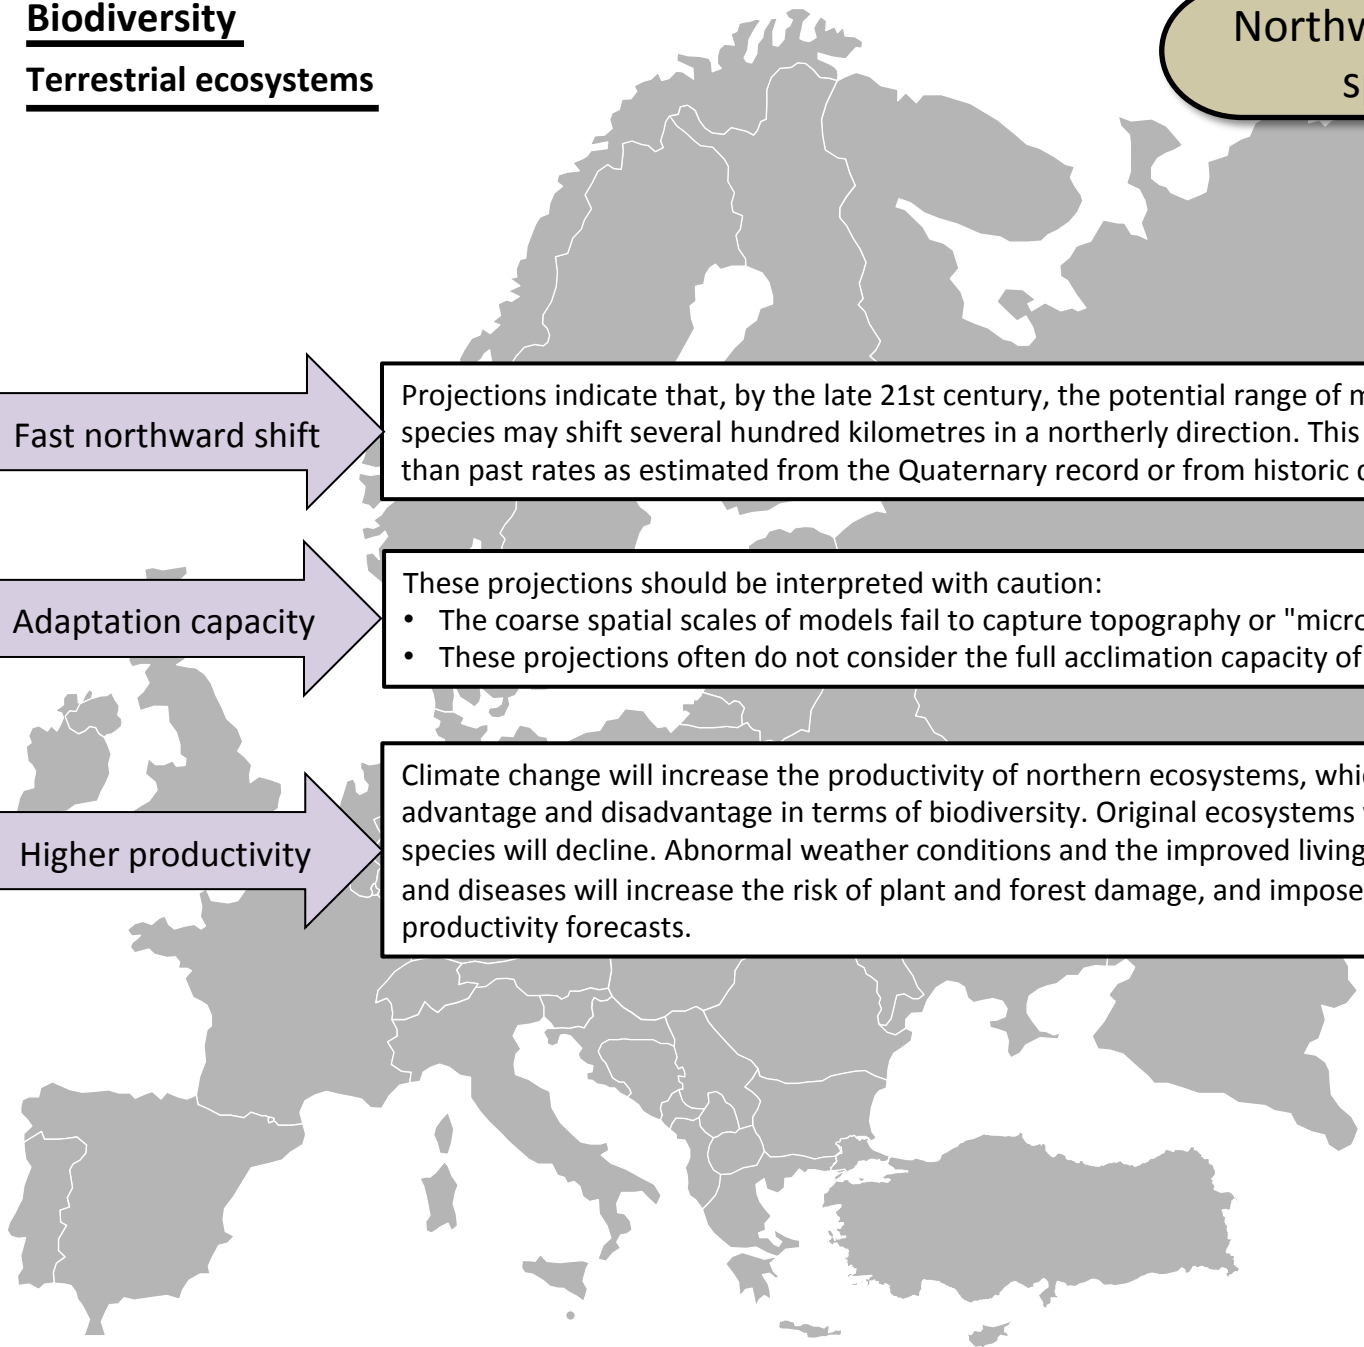 Biodiversity
Terrestrial ecosystems
Fast northward shift
Projections indicate that, by the late 21st century, the potential range of
species may shift several hundred kilometres in a northerly direction. This
than past rates as estimated from the Quaternary record or from historic
Adaptation capacity
These projections should be interpreted with caution:
• The coarse spatial scales of models fail to capture topography or "micro
• These projections often do not consider the full acclimation capacity of
Higher productivity
Climate change will increase the productivity of northern ecosystems,
advantage and disadvantage in terms of biodiversity. Original ecosystems
species will decline. Abnormal weather conditions and the improved living
and diseases will increase the risk of plant and forest damage, and impose
productivity forecasts.